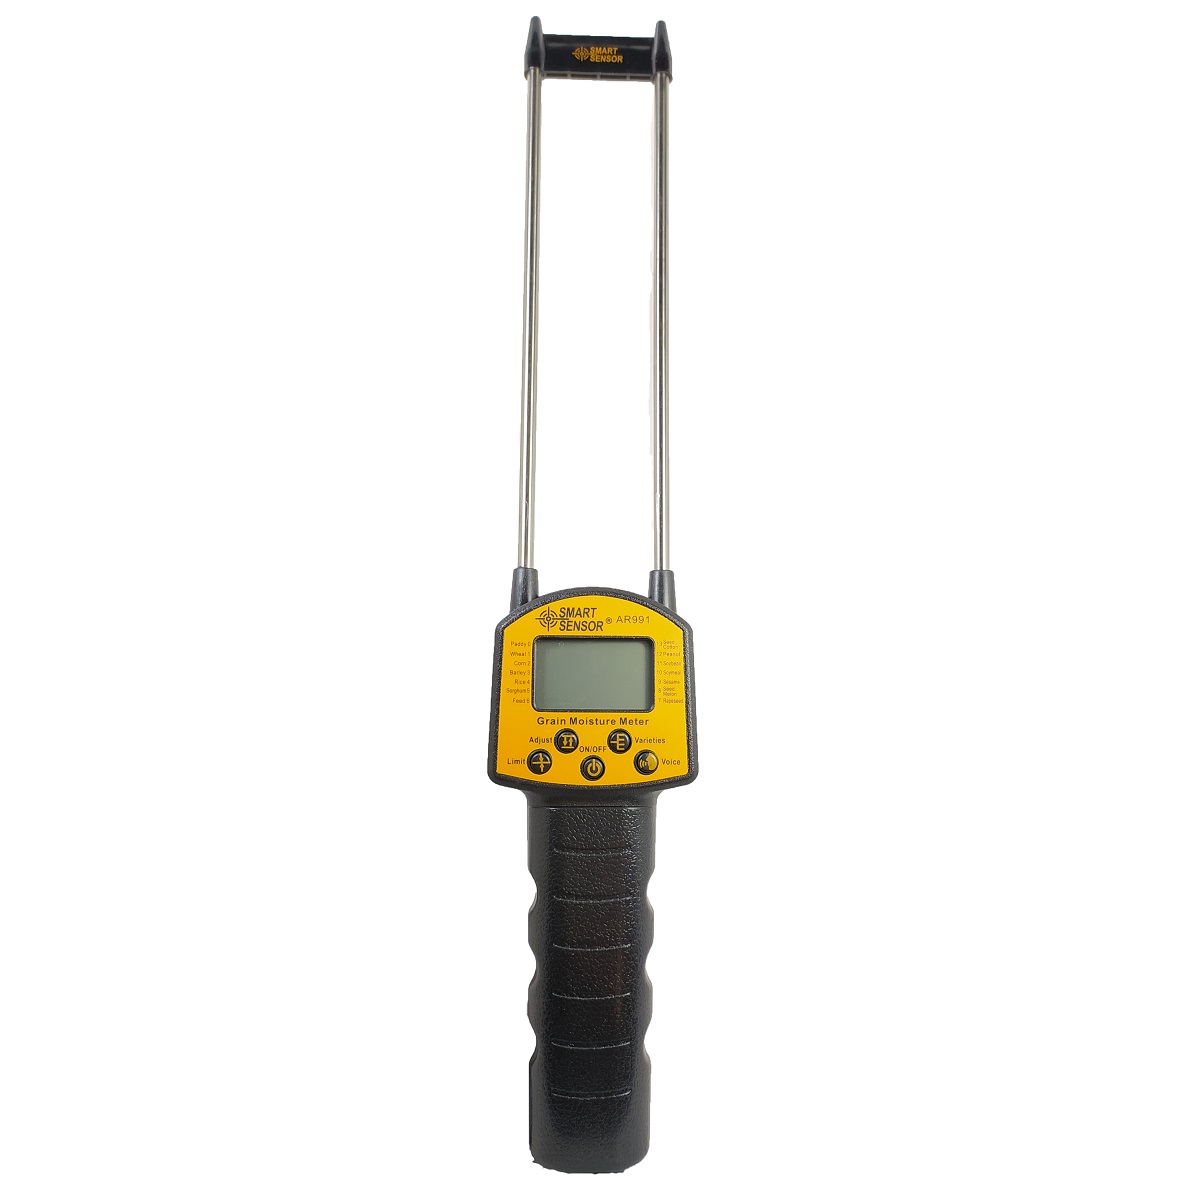 SMART
SENSOR
SMART
SENSOR ® AR991
Paddy 0
Wheat 1
Corn 2
Barley 3
Rice 4
Sorghum 5
Feed 6
13 Seed
Cotton
12 Peanut
11 Soybean
10 Soymeal
9 Sesame
8 Seed
Melon
7 Rapeseed
Grain Moisture Meter
Adjust
Varieties
ON/OFF
Limit
Voice